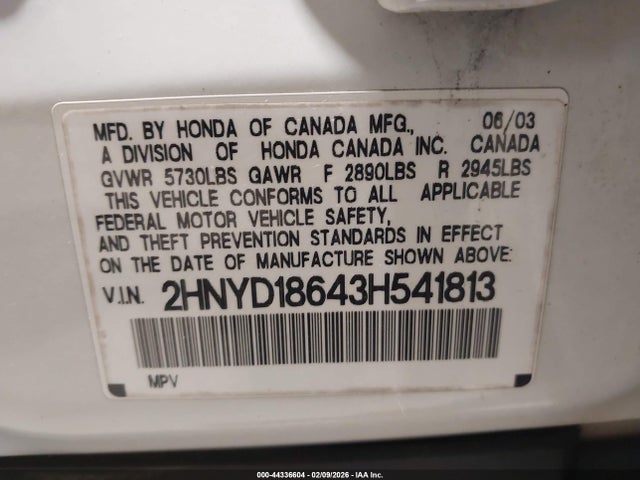 MFD. BY HONDA OF CANADA MFG., 06/03
A DIVISION OF HONDA CANADA INC. CANADA
GVWR 5730LBS GAWR F 2890LBS R 2945LBS
THIS VEHICLE CONFORMS TO ALL APPLICABLE
FEDERAL MOTOR VEHICLE SAFETY,
AND THEFT PREVENTION STANDARDS IN EFFECT
ON THE DATE OF MANUFACTURE SHOWN ABOVE:
V.I.N. 2HNYD18643H541813
MPV
000-44336604 - 02/09/2026 - IAA Inc.